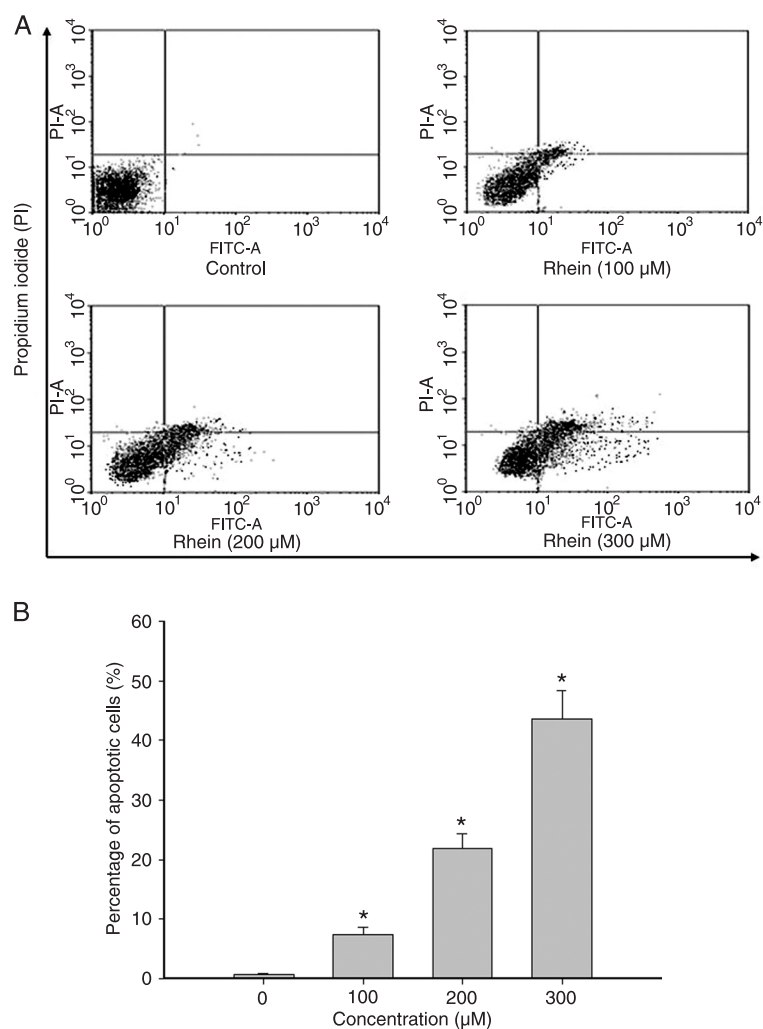 A
Propidium iodide (PI)
PI-A
10⁴
10³
10²
10¹
10⁰
10⁰ 10¹ 10² 10³ 10⁴
FITC-A
Control
PI-A
10⁴
10³
10²
10¹
10⁰
10⁰ 10¹ 10² 10³ 10⁴
FITC-A
Rhein (100 µM)
PI-A
10⁴
10³
10²
10¹
10⁰
10⁰ 10¹ 10² 10³ 10⁴
FITC-A
Rhein (200 µM)
PI-A
10⁴
10³
10²
10¹
10⁰
10⁰ 10¹ 10² 10³ 10⁴
FITC-A
Rhein (300 µM)
B
Percentage of apoptotic cells (%)
60
50
40
30
20
10
0
*
*
*
0 100 200 300
Concentration (µM)